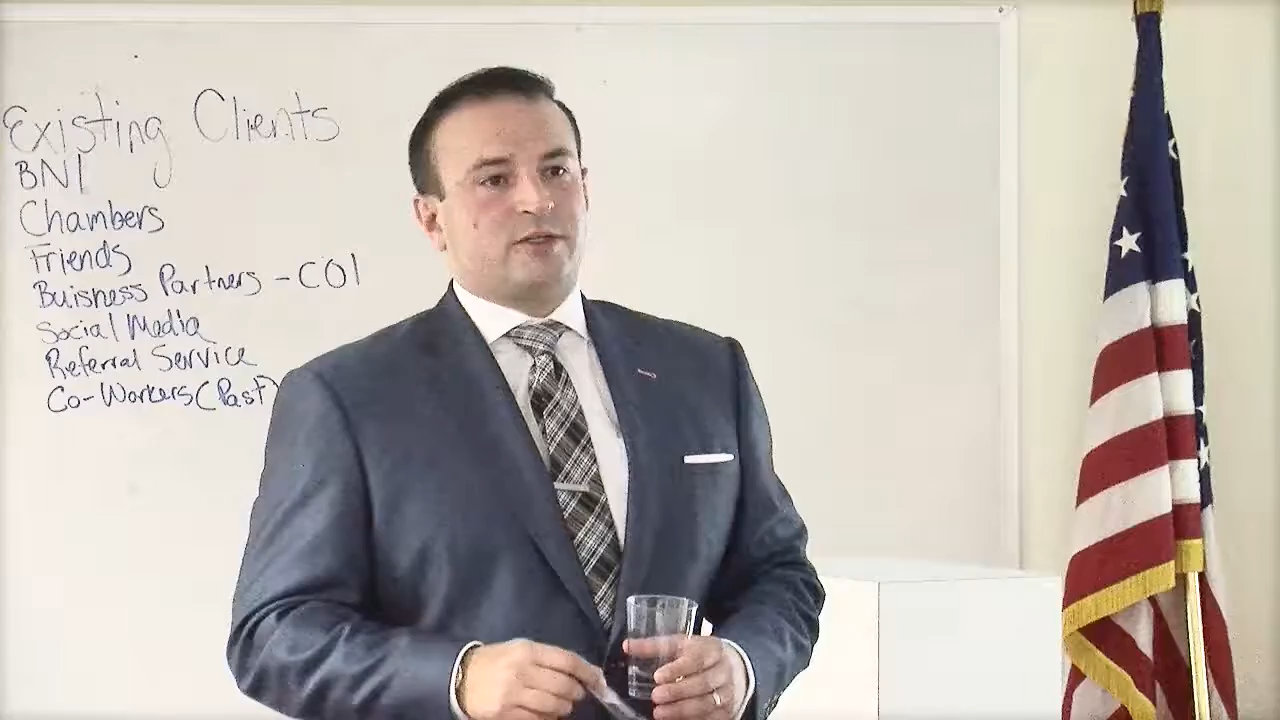 Existing Clients
BNI
Chambers
Friends
Buisness Partners - COI
Social Media
Referral Service
Co-Workers (Past)